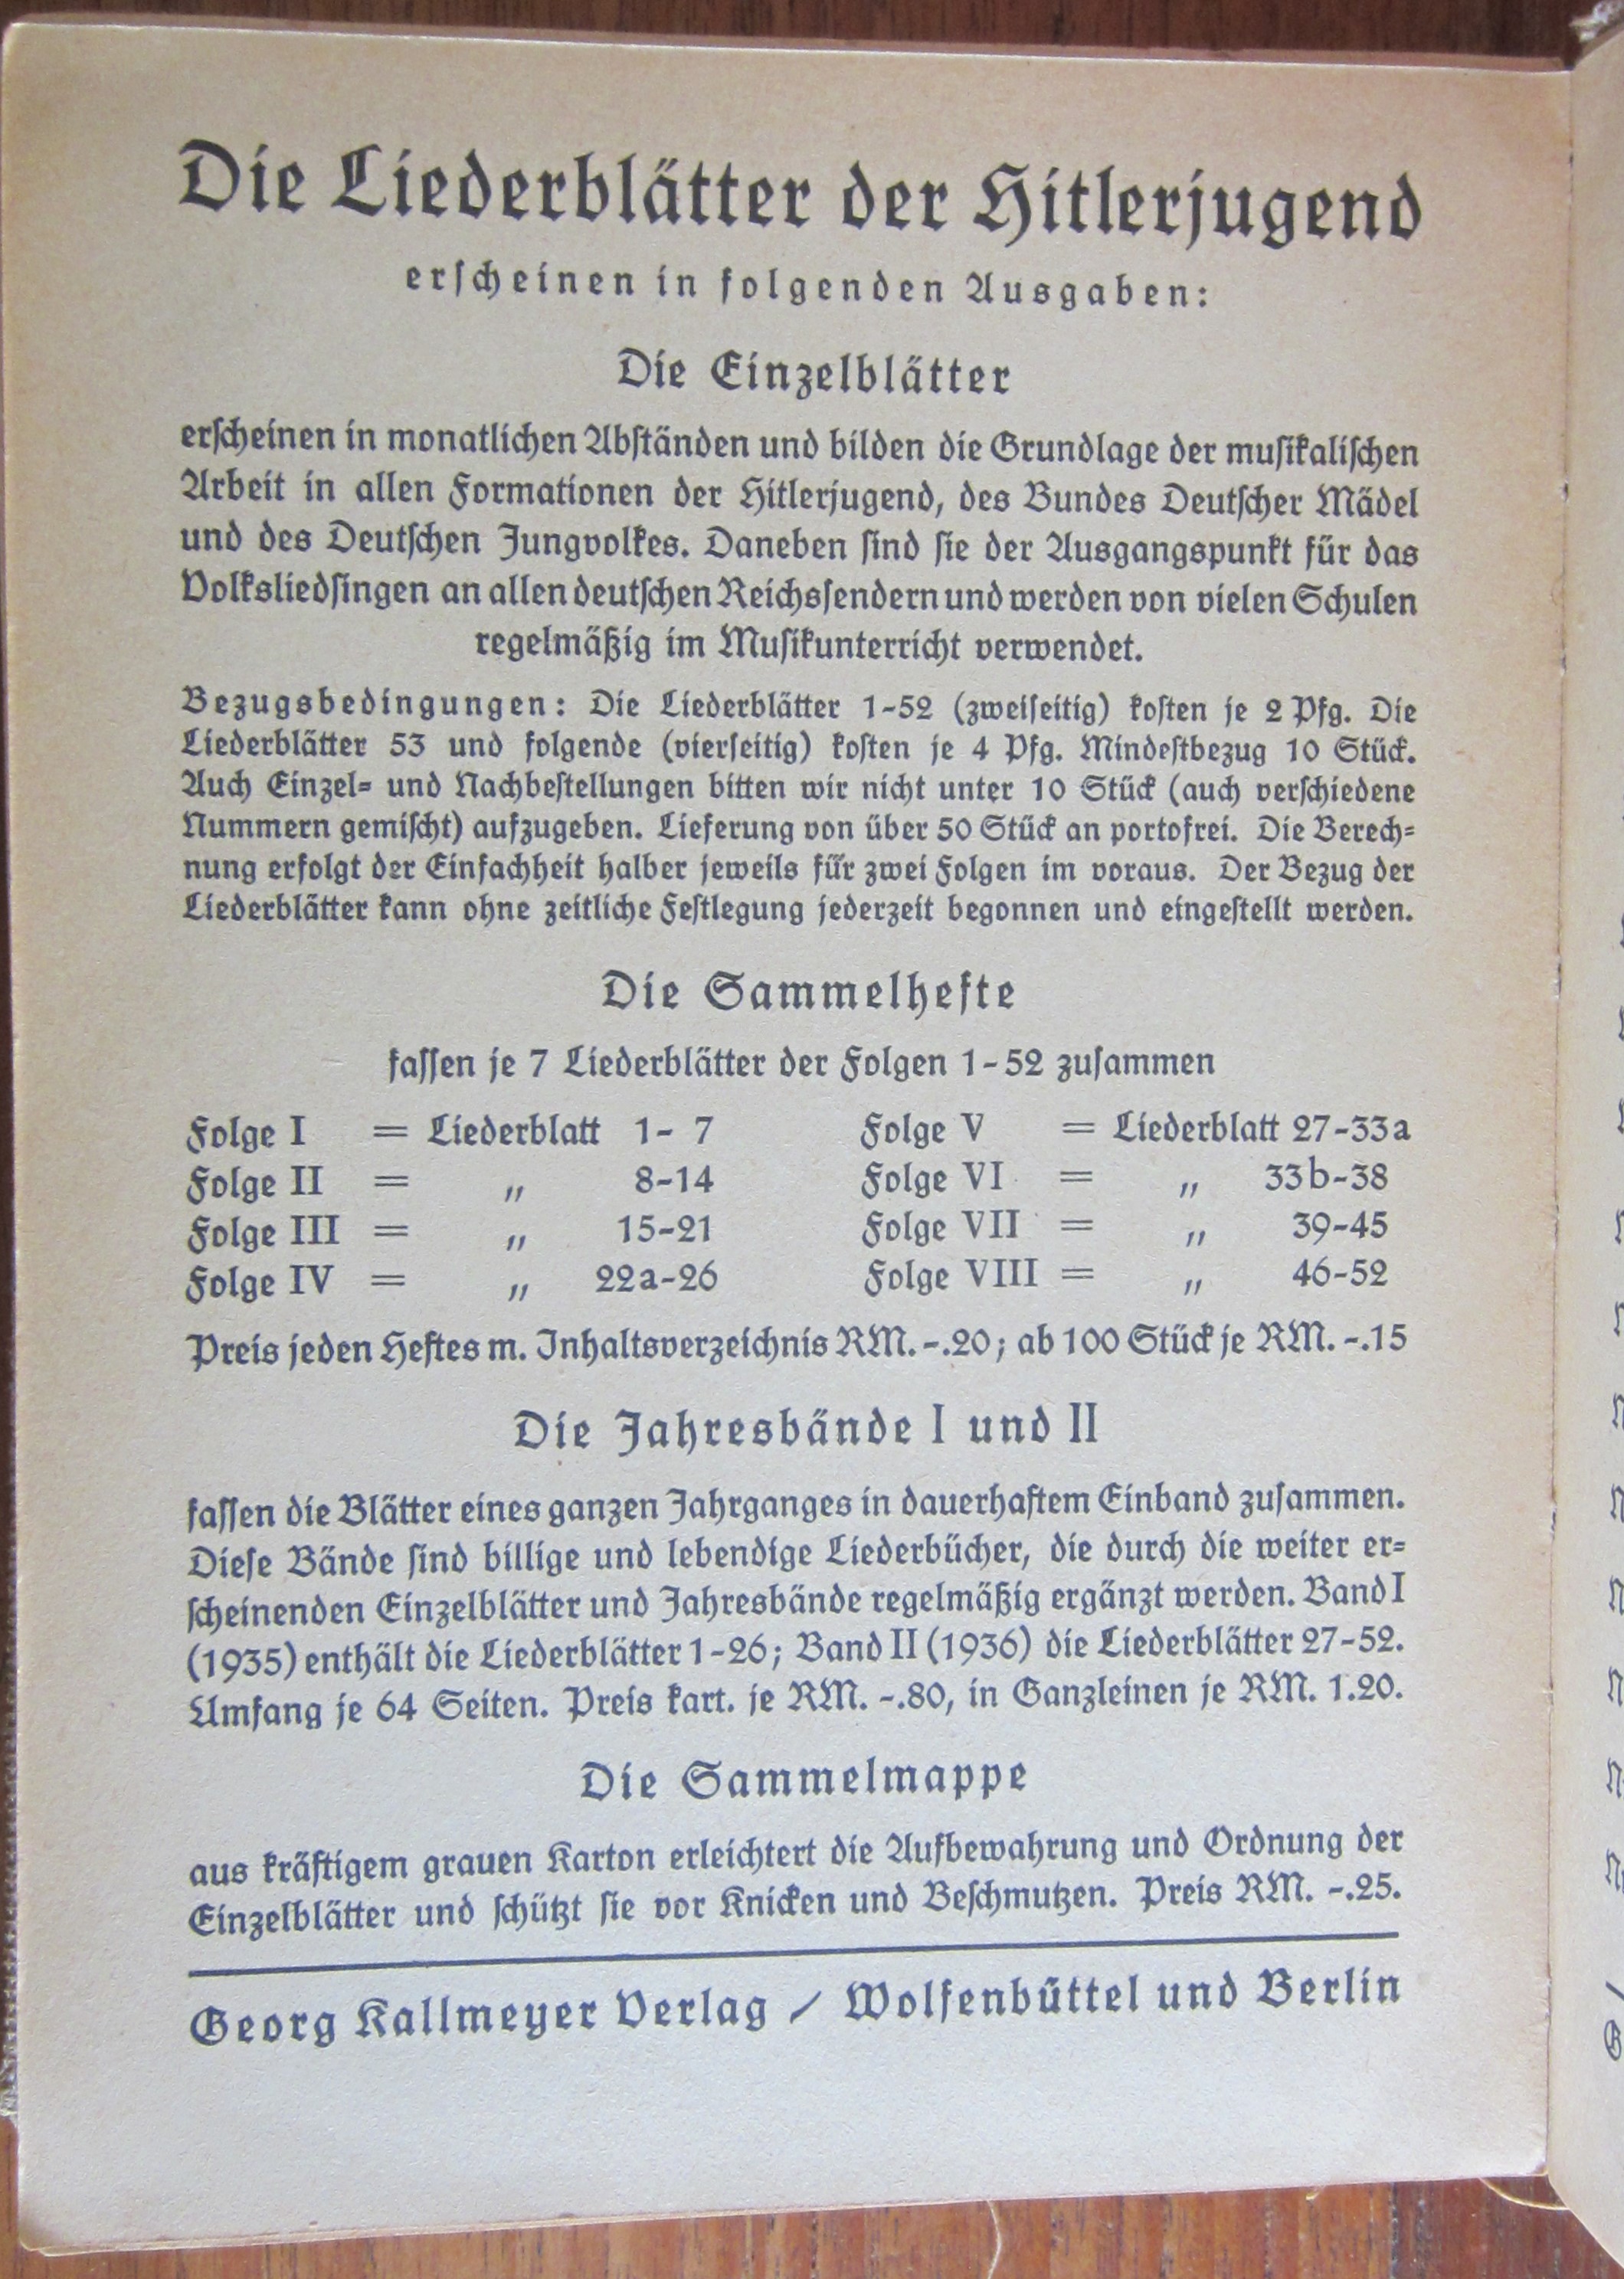 Die Liederblätter der Hitlerjugend
erscheinen in folgenden Ausgaben:
Die Einzelblätter
erscheinen in monatlichen Abständen und bilden die Grundlage der musikalischen
Arbeit in allen Formationen der Hitlerjugend, des Bundes Deutscher Mädel
und des Deutschen Jungvolkes. Daneben sind sie der Ausgangspunkt für das
Volksliedsingen an allen deutschen Reichssendern und werden von vielen Schulen
regelmäßig im Musikunterricht verwendet.
Bezugsbedingungen: Die Liederblätter 1-52 (zweiseitig) kosten je 2 Pfg. Die
Liederblätter 53 und folgende (vierseitig) kosten je 4 Pfg. Mindestbezug 10 Stück.
Auch Einzel- und Nachbestellungen bitten wir nicht unter 10 Stück (auch verschiedene
Nummern gemischt) aufzugeben. Lieferung von über 50 Stück an portofrei. Die Berech-
nung erfolgt der Einfachheit halber jeweils für zwei Folgen im voraus. Der Bezug der
Liederblätter kann ohne zeitliche Festlegung jederzeit begonnen und eingestellt werden.
Die Sammelhefte
fassen je 7 Liederblätter der Folgen 1-52 zusammen
Folge I = Liederblatt 1- 7 Folge V = Liederblatt 27-33a
Folge II = „ 8-14 Folge VI = „ 33b-38
Folge III = „ 15-21 Folge VII = „ 39-45
Folge IV = „ 22a-26 Folge VIII = „ 46-52
Preis jeden Heftes m. Inhaltsverzeichnis RM. -.20; ab 100 Stück je RM. -.15
Die Jahresbände I und II
fassen die Blätter eines ganzen Jahrganges in dauerhaftem Einband zusammen.
Diese Bände sind billige und lebendige Liederbücher, die durch die weiter er-
scheinenden Einzelblätter und Jahresbände regelmäßig ergänzt werden. Band I
(1935) enthält die Liederblätter 1-26; Band II (1936) die Liederblätter 27-52.
Umfang je 64 Seiten. Preis kart. je RM. -.80, in Ganzleinen je RM. 1.20.
Die Sammelmappe
aus kräftigem grauen Karton erleichtert die Aufbewahrung und Ordnung der
Einzelblätter und schützt sie vor Knicken und Beschmutzen. Preis RM. -.25.
Georg Kallmeyer Verlag / Wolfenbüttel und Berlin